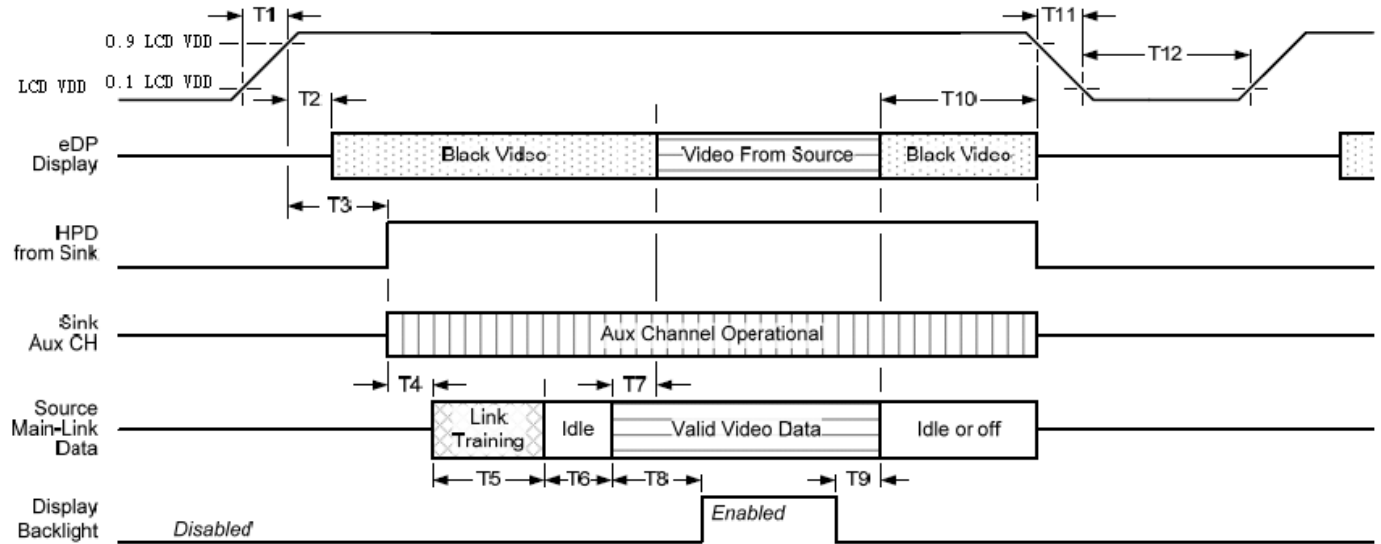 T1
T11
0.9 LCD VDD
T12
LCD VDD
0.1 LCD VDD
T2
T10
eDP
Display
Black Video
Video From Source
Black Video
T3
HPD
from Sink
Sink
Aux CH
Aux Channel Operational
T4
T7
Source
Main-Link
Data
Link
Training
Idle
Valid Video Data
Idle or off
T5
T6
T8
T9
Display
Backlight
Disabled
Enabled